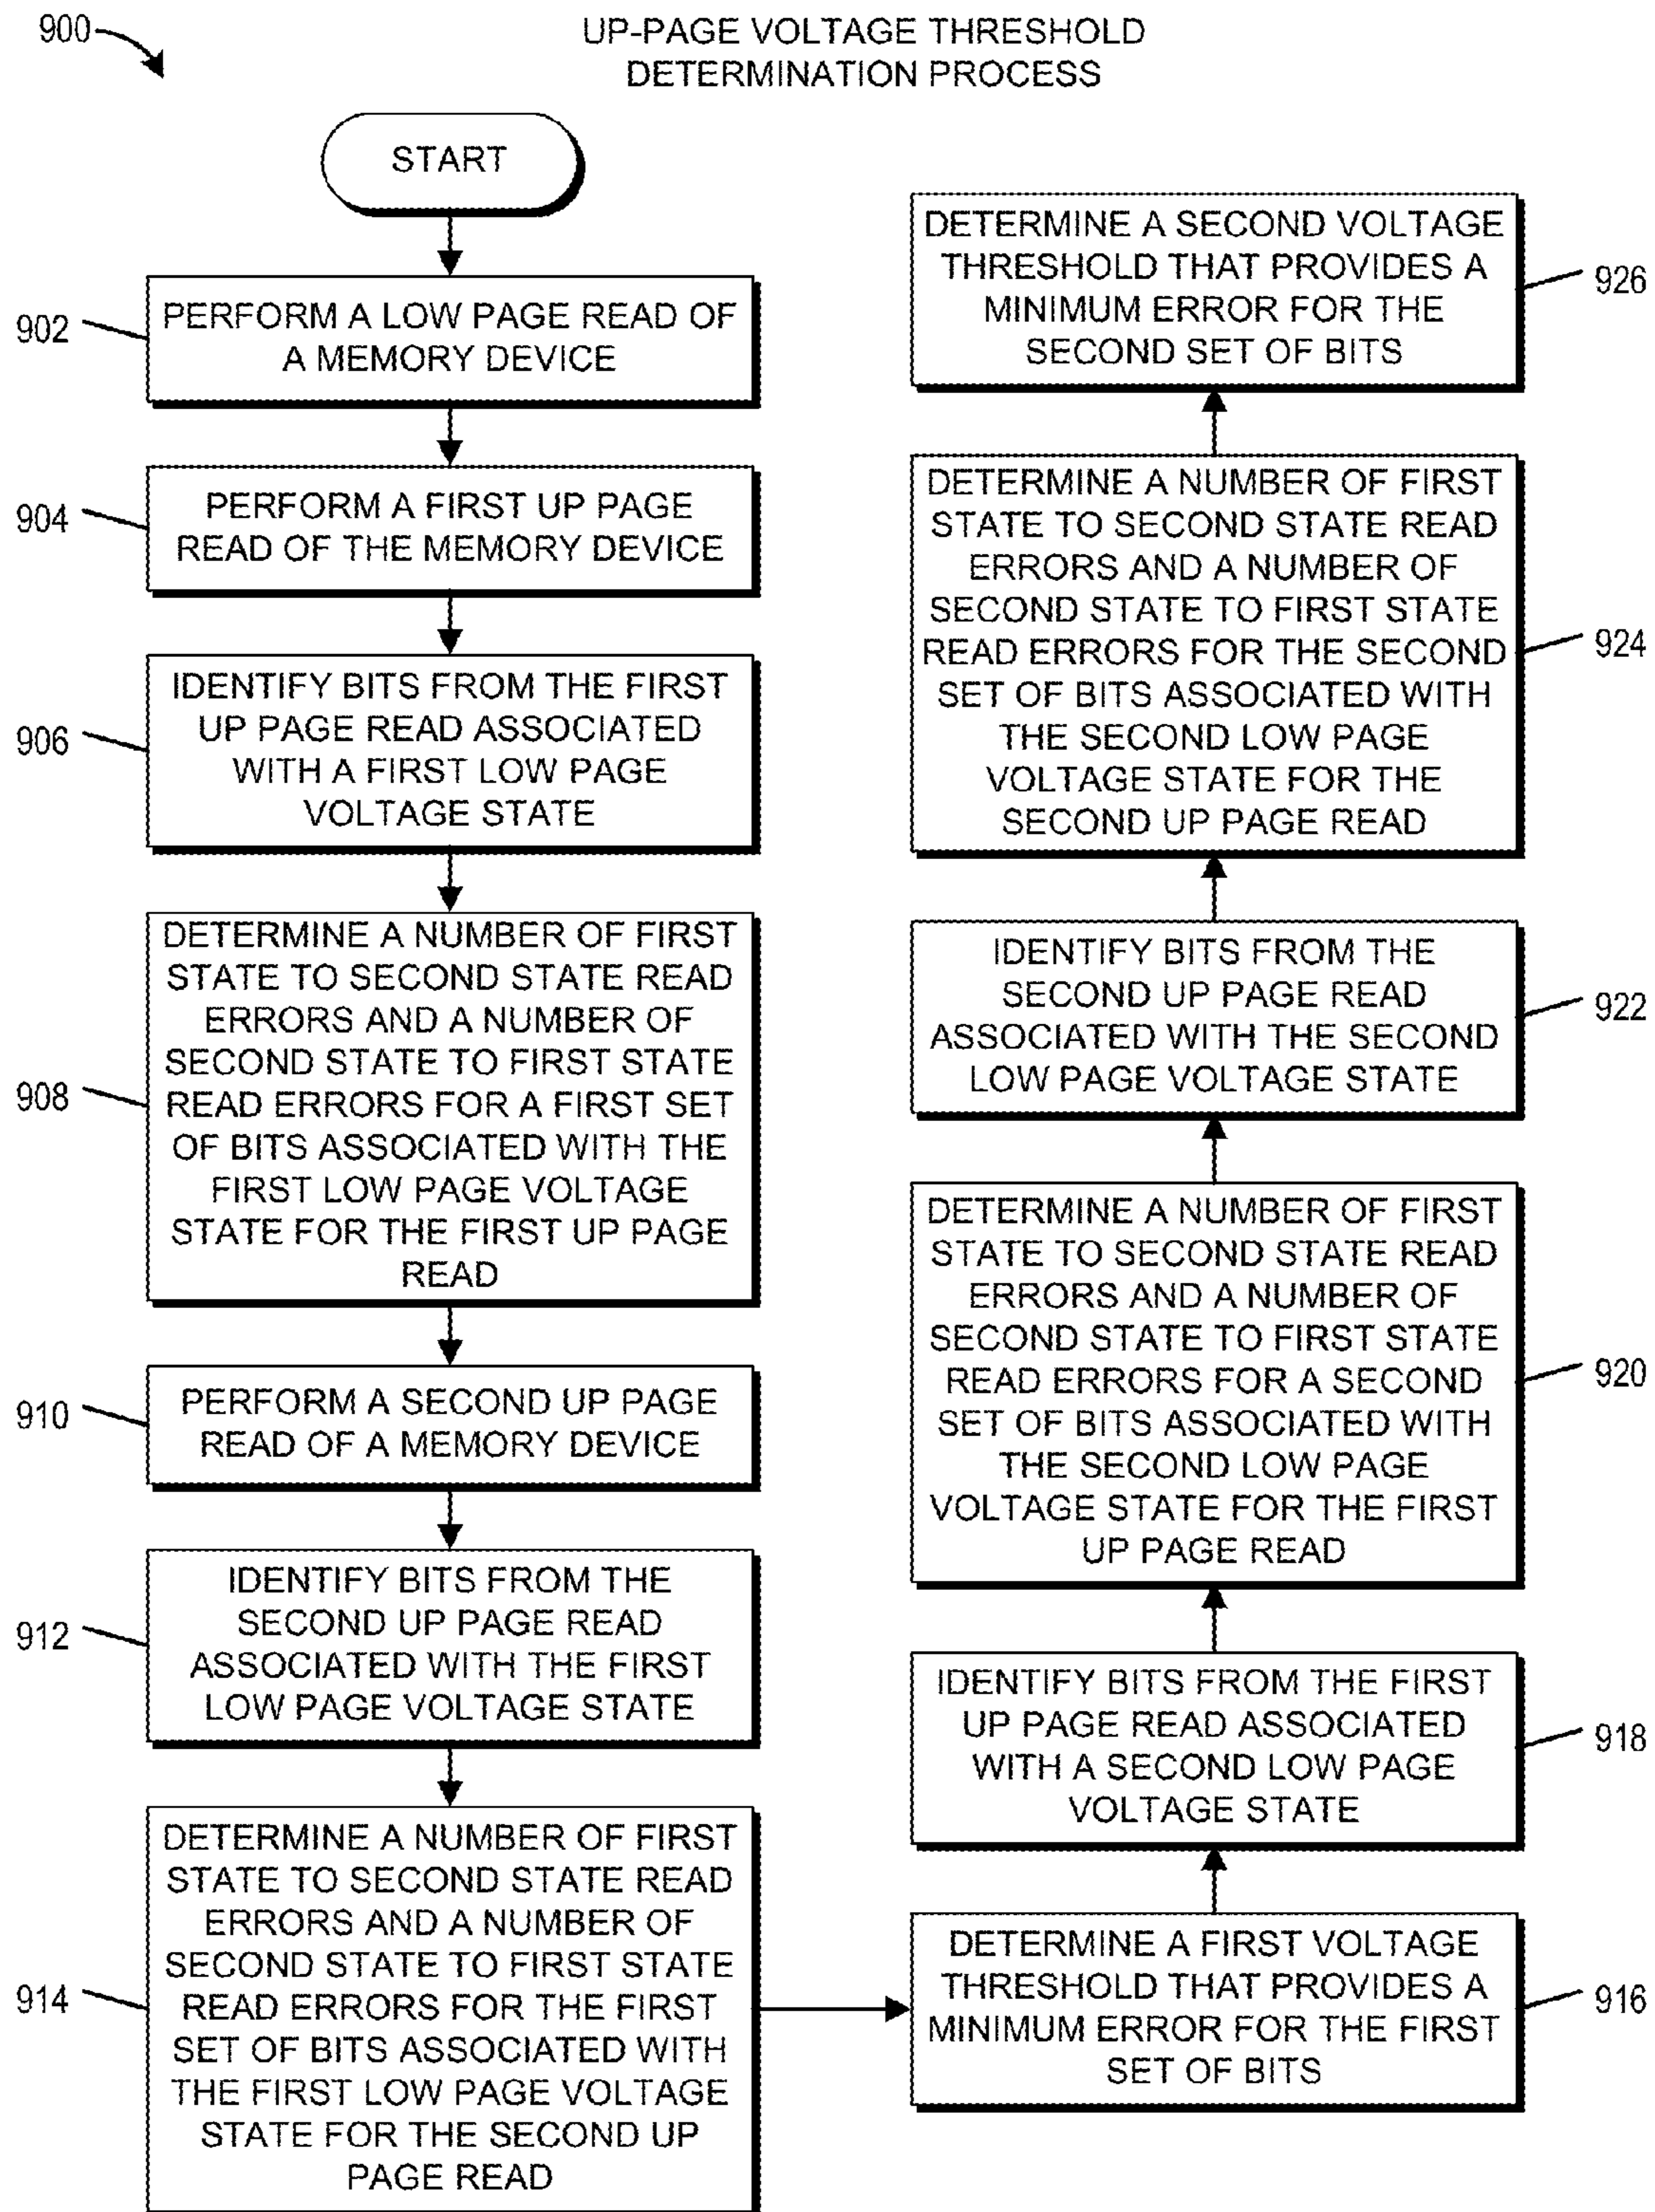 900
UP-PAGE VOLTAGE THRESHOLD
DETERMINATION PROCESS
START
902
PERFORM A LOW PAGE READ OF
A MEMORY DEVICE
904
PERFORM A FIRST UP PAGE
READ OF THE MEMORY DEVICE
906
IDENTIFY BITS FROM THE FIRST
UP PAGE READ ASSOCIATED
WITH A FIRST LOW PAGE
VOLTAGE STATE
908
DETERMINE A NUMBER OF FIRST
STATE TO SECOND STATE READ
ERRORS AND A NUMBER OF
SECOND STATE TO FIRST STATE
READ ERRORS FOR A FIRST SET
OF BITS ASSOCIATED WITH THE
FIRST LOW PAGE VOLTAGE
STATE FOR THE FIRST UP PAGE
READ
910
PERFORM A SECOND UP PAGE
READ OF A MEMORY DEVICE
912
IDENTIFY BITS FROM THE
SECOND UP PAGE READ
ASSOCIATED WITH THE FIRST
LOW PAGE VOLTAGE STATE
914
DETERMINE A NUMBER OF FIRST
STATE TO SECOND STATE READ
ERRORS AND A NUMBER OF
SECOND STATE TO FIRST STATE
READ ERRORS FOR THE FIRST
SET OF BITS ASSOCIATED WITH
THE FIRST LOW PAGE VOLTAGE
STATE FOR THE SECOND UP
PAGE READ
DETERMINE A FIRST VOLTAGE
THRESHOLD THAT PROVIDES A
MINIMUM ERROR FOR THE FIRST
SET OF BITS
916
IDENTIFY BITS FROM THE FIRST
UP PAGE READ ASSOCIATED
WITH A SECOND LOW PAGE
VOLTAGE STATE
918
DETERMINE A NUMBER OF FIRST
STATE TO SECOND STATE READ
ERRORS AND A NUMBER OF
SECOND STATE TO FIRST STATE
READ ERRORS FOR A SECOND
SET OF BITS ASSOCIATED WITH
THE SECOND LOW PAGE
VOLTAGE STATE FOR THE FIRST
UP PAGE READ
920
IDENTIFY BITS FROM THE
SECOND UP PAGE READ
ASSOCIATED WITH THE SECOND
LOW PAGE VOLTAGE STATE
922
DETERMINE A NUMBER OF FIRST
STATE TO SECOND STATE READ
ERRORS AND A NUMBER OF
SECOND STATE TO FIRST STATE
READ ERRORS FOR THE SECOND
SET OF BITS ASSOCIATED WITH
THE SECOND LOW PAGE
VOLTAGE STATE FOR THE
SECOND UP PAGE READ
924
DETERMINE A SECOND VOLTAGE
THRESHOLD THAT PROVIDES A
MINIMUM ERROR FOR THE
SECOND SET OF BITS
926